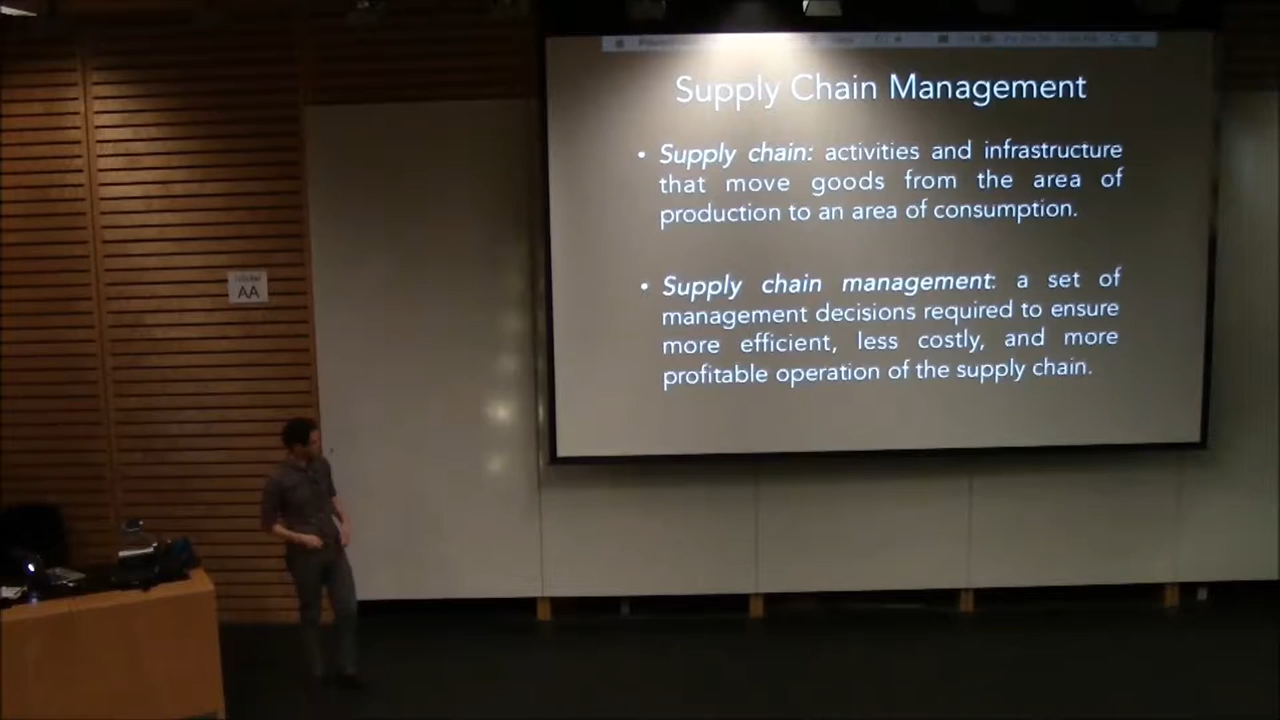 Supply Chain Management
• Supply chain: activities and infrastructure
that move goods from the area of
production to an area of consumption.
• Supply chain management: a set of
management decisions required to ensure
more efficient, less costly, and more
profitable operation of the supply chain.
AA